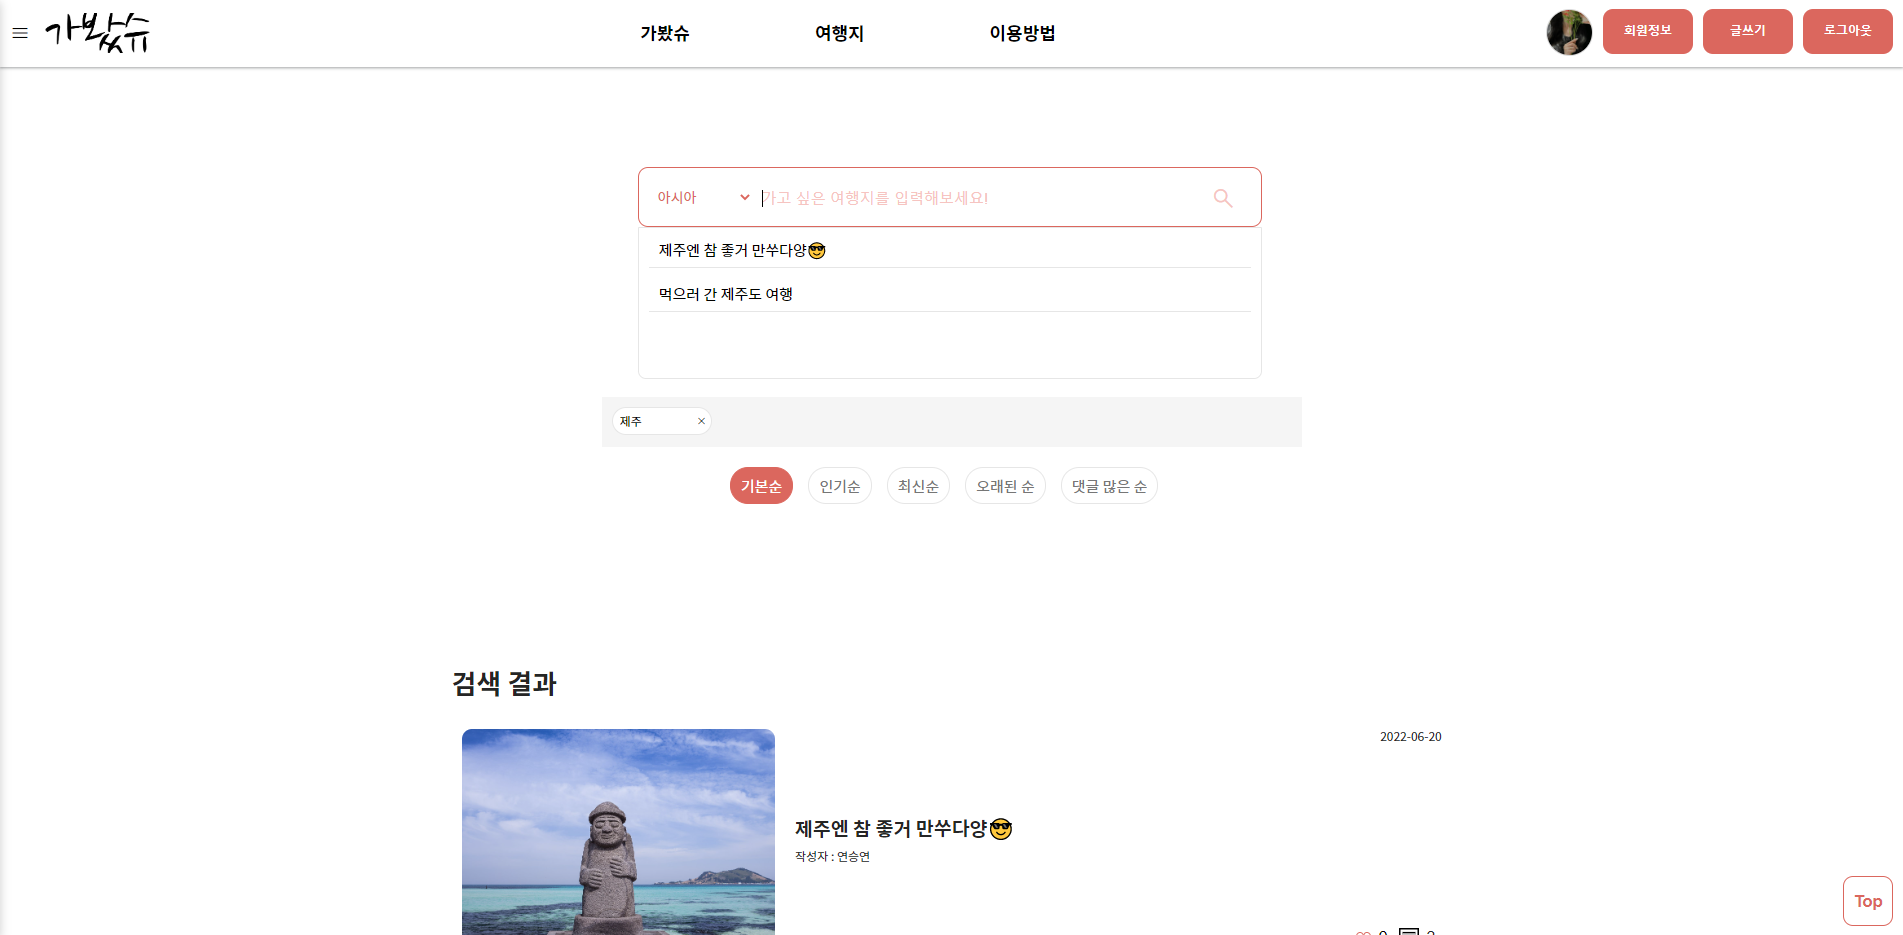 가봤슈
가봤슈 여행지 이용방법
회원정보 글쓰기 로그아웃
아시아 가고 싶은 여행지를 입력해보세요!
제주엔 참 좋거 만쑤다양😎
먹으러 간 제주도 여행
제주 ×
기본순 인기순 최신순 오래된 순 댓글 많은 순
검색 결과
2022-06-20
제주엔 참 좋거 만쑤다양😎
작성자 : 연승연
Top